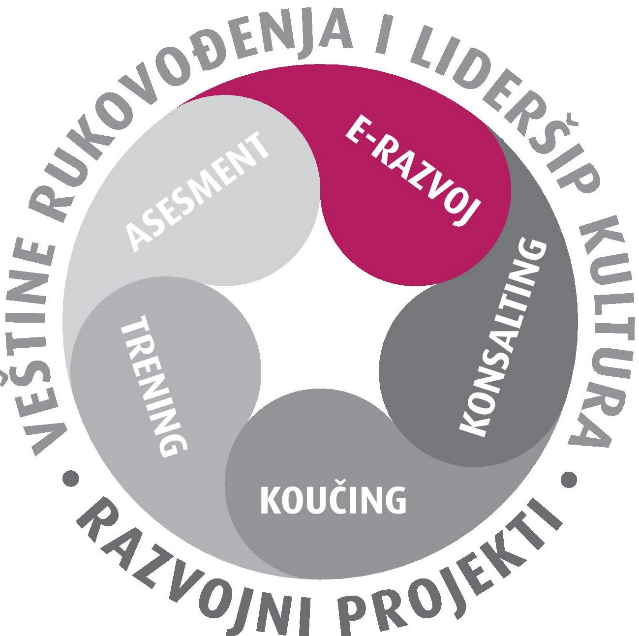 VEŠTINE RUKOVOĐENJA I LIDERŠIP KULTURA
ASESMENT
E-RAZVOJ
KONSALTING
KOUČING
TRENING
• RAZVOJNI PROJEKTI •